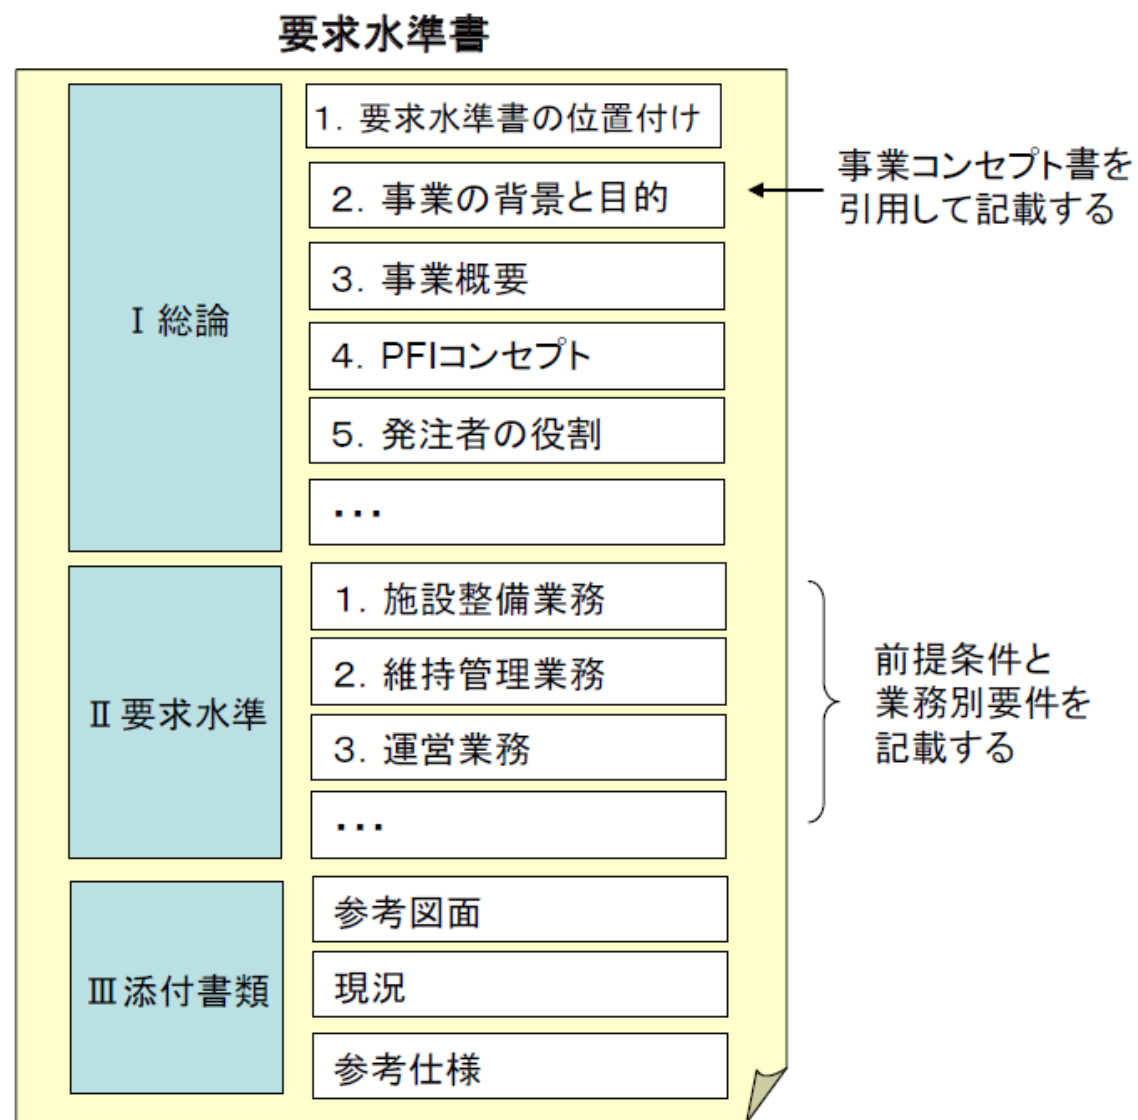 要求水準書
Ⅰ 総論
1. 要求水準書の位置付け
2. 事業の背景と目的
事業コンセプト書を
引用して記載する
3. 事業概要
4. PFIコンセプト
5. 発注者の役割
・・・
Ⅱ 要求水準
1. 施設整備業務
2. 維持管理業務
3. 運営業務
・・・
前提条件と
業務別要件を
記載する
Ⅲ 添付書類
参考図面
現況
参考仕様